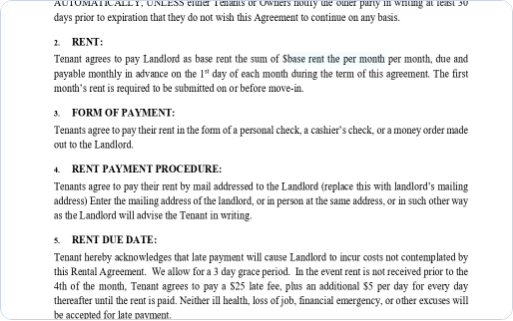 AUTOMATICALLY, UNLESS either Tenants or Owners notify the other party in writing at least 30
days prior to expiration that they do not wish this Agreement to continue on any basis.
2. RENT:
Tenant agrees to pay Landlord as base rent the sum of $base rent the per month per month, due and
payable monthly in advance on the 1st day of each month during the term of this agreement. The first
month's rent is required to be submitted on or before move-in.
3. FORM OF PAYMENT:
Tenants agree to pay their rent in the form of a personal check, a cashier's check, or a money order made
out to the Landlord.
4. RENT PAYMENT PROCEDURE:
Tenants agree to pay their rent by mail addressed to the Landlord (replace this with landlord's mailing
address) Enter the mailing address of the landlord, or in person at the same address, or in such other way
as the Landlord will advise the Tenant in writing.
5. RENT DUE DATE:
Tenant hereby acknowledges that late payment will cause Landlord to incur costs not contemplated by
this Rental Agreement. We allow for a 3 day grace period. In the event rent is not received prior to the
4th of the month, Tenant agrees to pay a $25 late fee, plus an additional $5 per day for every day
thereafter until the rent is paid. Neither ill health, loss of job, financial emergency, or other excuses will
be accepted for late payment.